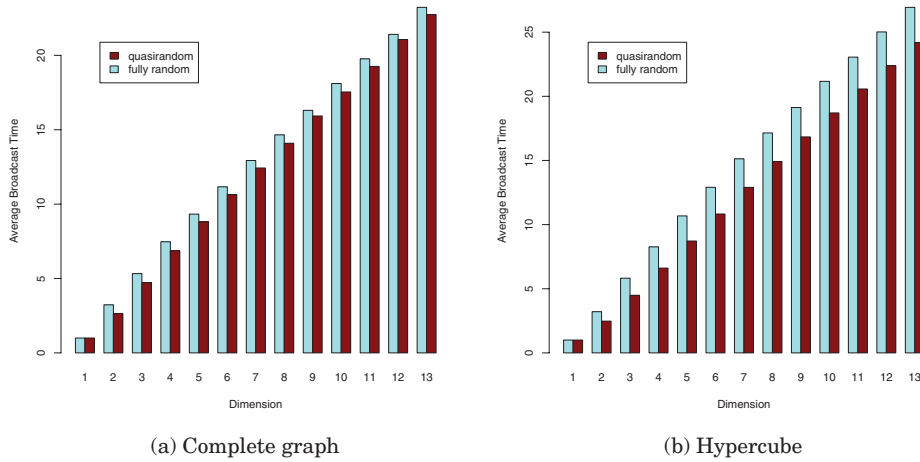 quasirandom
fully random
Average Broadcast Time
0
5
10
15
20
1 2 3 4 5 6 7 8 9 10 11 12 13
Dimension
(a) Complete graph
quasirandom
fully random
Average Broadcast Time
0
5
10
15
20
25
1 2 3 4 5 6 7 8 9 10 11 12 13
Dimension
(b) Hypercube